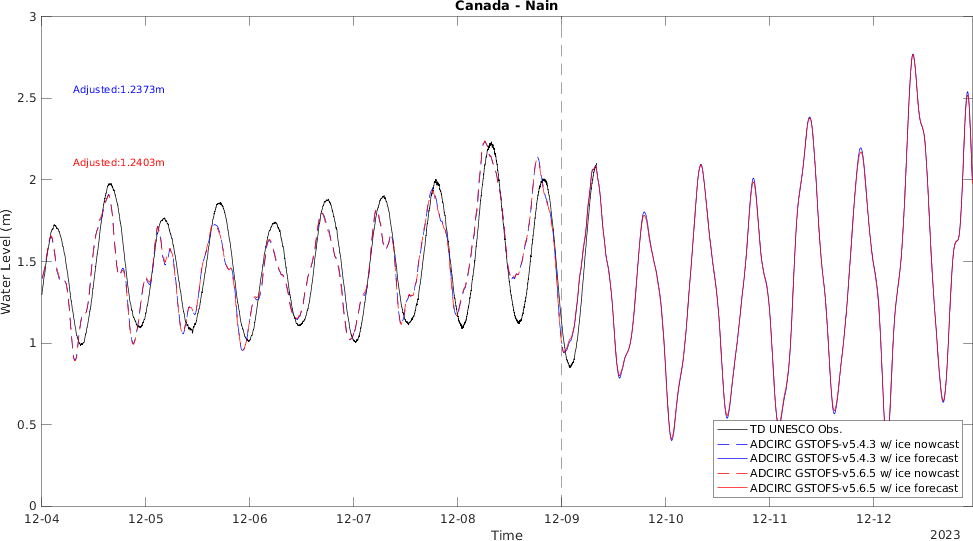 Canada - Nain
3
2.5
2
1.5
1
0.5
0
Water Level (m)
Adjusted:1.2373m
Adjusted:1.2403m
TD UNESCO Obs.
ADCIRC GSTOFS-v5.4.3 w/ ice nowcast
ADCIRC GSTOFS-v5.4.3 w/ ice forecast
ADCIRC GSTOFS-v5.6.5 w/ ice nowcast
ADCIRC GSTOFS-v5.6.5 w/ ice forecast
12-04 12-05 12-06 12-07 12-08 12-09 12-10 12-11 12-12
Time
2023